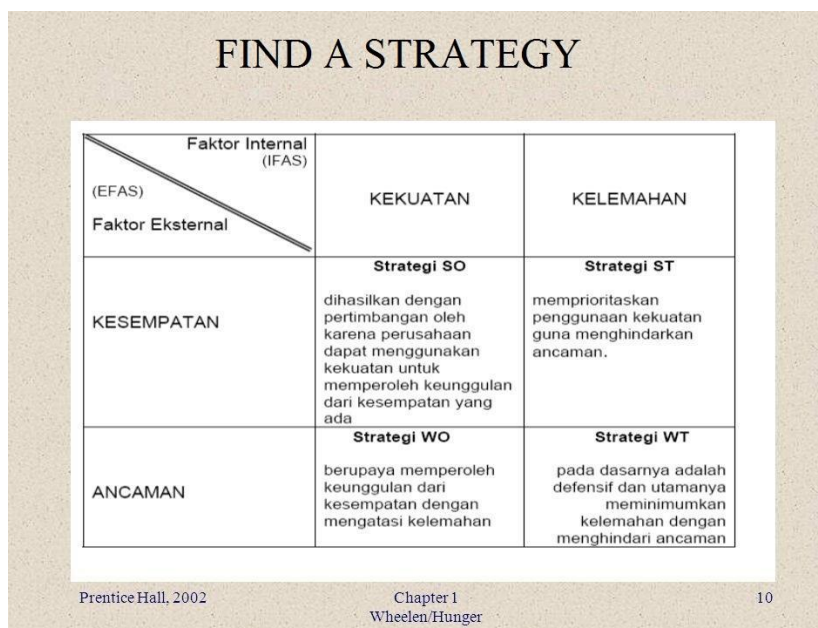 FIND A STRATEGY
Faktor Internal
(IFAS)
(EFAS)
Faktor Eksternal
KEKUATAN
KELEMAHAN
KESEMPATAN
Strategi SO
dihasilkan dengan
pertimbangan oleh
karena perusahaan
dapat menggunakan
kekuatan untuk
memperoleh keunggulan
dari kesempatan yang
ada
Strategi ST
memprioritaskan
penggunaan kekuatan
guna menghindarkan
ancaman.
ANCAMAN
Strategi WO
berupaya memperoleh
keunggulan dari
kesempatan dengan
mengatasi kelemahan
Strategi WT
pada dasarnya adalah
defensif dan utamanya
meminimumkan
kelemahan dengan
menghindari ancaman
Prentice Hall, 2002
Chapter 1
Wheelen/Hunger
10